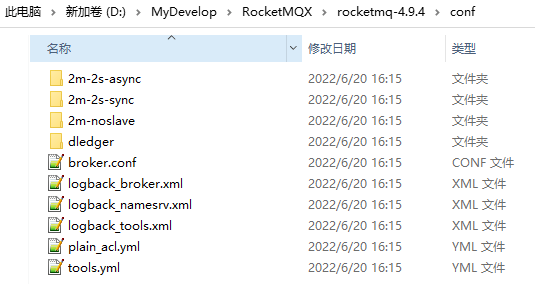 此电脑 > 新加卷 (D:) > MyDevelop > RocketMQX > rocketmq-4.9.4 > conf
名称 修改日期 类型
2m-2s-async 2022/6/20 16:15 文件夹
2m-2s-sync 2022/6/20 16:15 文件夹
2m-noslave 2022/6/20 16:15 文件夹
dledger 2022/6/20 16:15 文件夹
broker.conf 2022/6/20 16:15 CONF 文件
logback_broker.xml 2022/6/20 16:15 XML 文件
logback_namesrv.xml 2022/6/20 16:15 XML 文件
logback_tools.xml 2022/6/20 16:15 XML 文件
plain_acl.yml 2022/6/20 16:15 YML 文件
tools.yml 2022/6/20 16:15 YML 文件